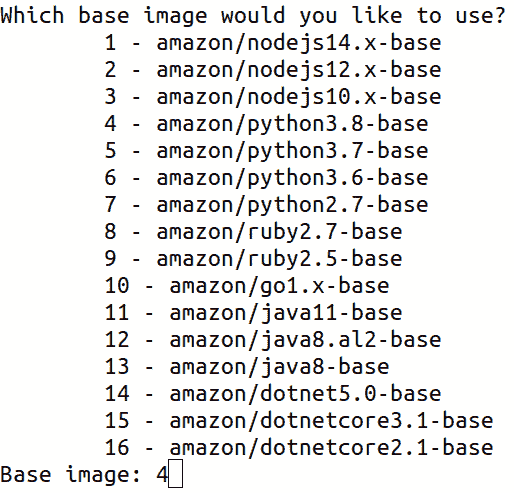 Which base image would you like to use?
1 - amazon/nodejs14.x-base
2 - amazon/nodejs12.x-base
3 - amazon/nodejs10.x-base
4 - amazon/python3.8-base
5 - amazon/python3.7-base
6 - amazon/python3.6-base
7 - amazon/python2.7-base
8 - amazon/ruby2.7-base
9 - amazon/ruby2.5-base
10 - amazon/go1.x-base
11 - amazon/java11-base
12 - amazon/java8.al2-base
13 - amazon/java8-base
14 - amazon/dotnet5.0-base
15 - amazon/dotnetcore3.1-base
16 - amazon/dotnetcore2.1-base
Base image: 4